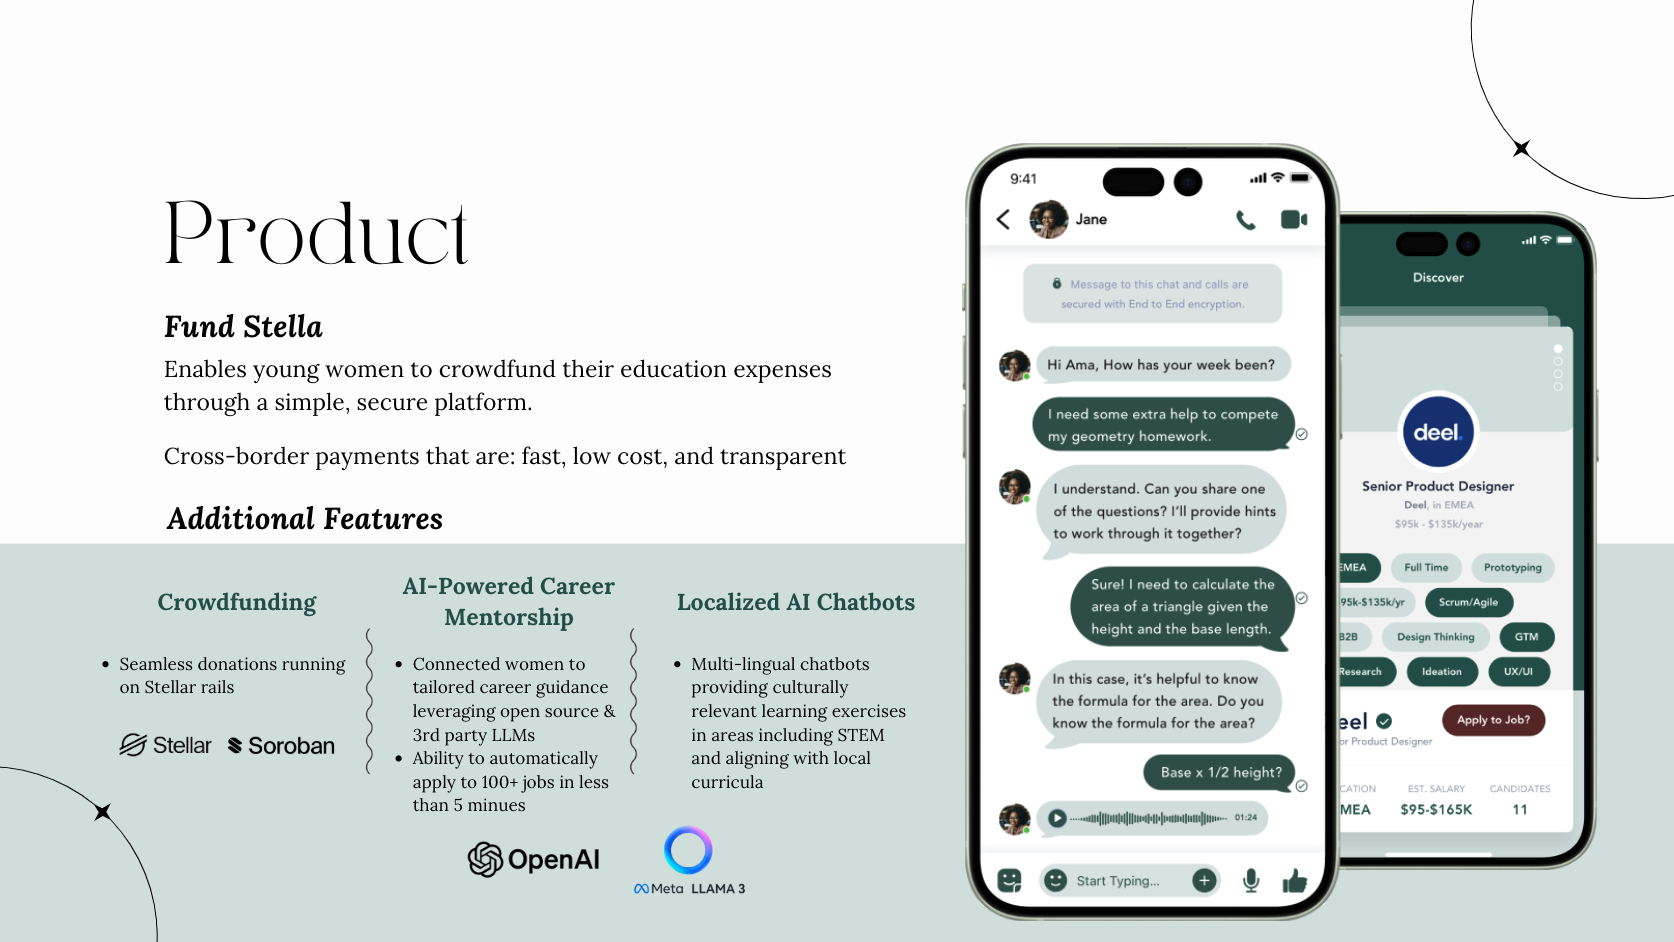 Product
Fund Stella
Enables young women to crowdfund their education expenses
through a simple, secure platform.
Cross-border payments that are: fast, low cost, and transparent
Additional Features
Crowdfunding
Seamless donations running
on Stellar rails
Stellar
Soroban
AI-Powered Career
Mentorship
Connected women to
tailored career guidance
leveraging open source &
3rd party LLMs
Ability to automatically
apply to 100+ jobs in less
than 5 minues
OpenAI
Meta LLAMA 3
Localized AI Chatbots
Multi-lingual chatbots
providing culturally
relevant learning exercises
in areas including STEM
and aligning with local
curricula
9:41
Jane
Message to this chat and calls are
secured with End to End encryption.
Hi Ama, How has your week been?
I need some extra help to compete
my geometry homework.
I understand. Can you share one
of the questions? I'll provide hints
to work through it together?
Sure! I need to calculate the
area of a triangle given the
height and the base length.
In this case, it's helpful to know
the formula for the area. Do you
know the formula for the area?
Base x 1/2 height?
01:24
Start Typing...
Discover
deel.
Senior Product Designer
Deel, in EMEA
$95k - $135k/year
EMEA
Full Time
Prototyping
95k-$135k/yr
Scrum/Agile
B2B
Design Thinking
GTM
Research
Ideation
UX/UI
eel
Apply to Job?
or Product Designer
CATION
EST. SALARY
CANDIDATES
MEA
$95-$165K
11